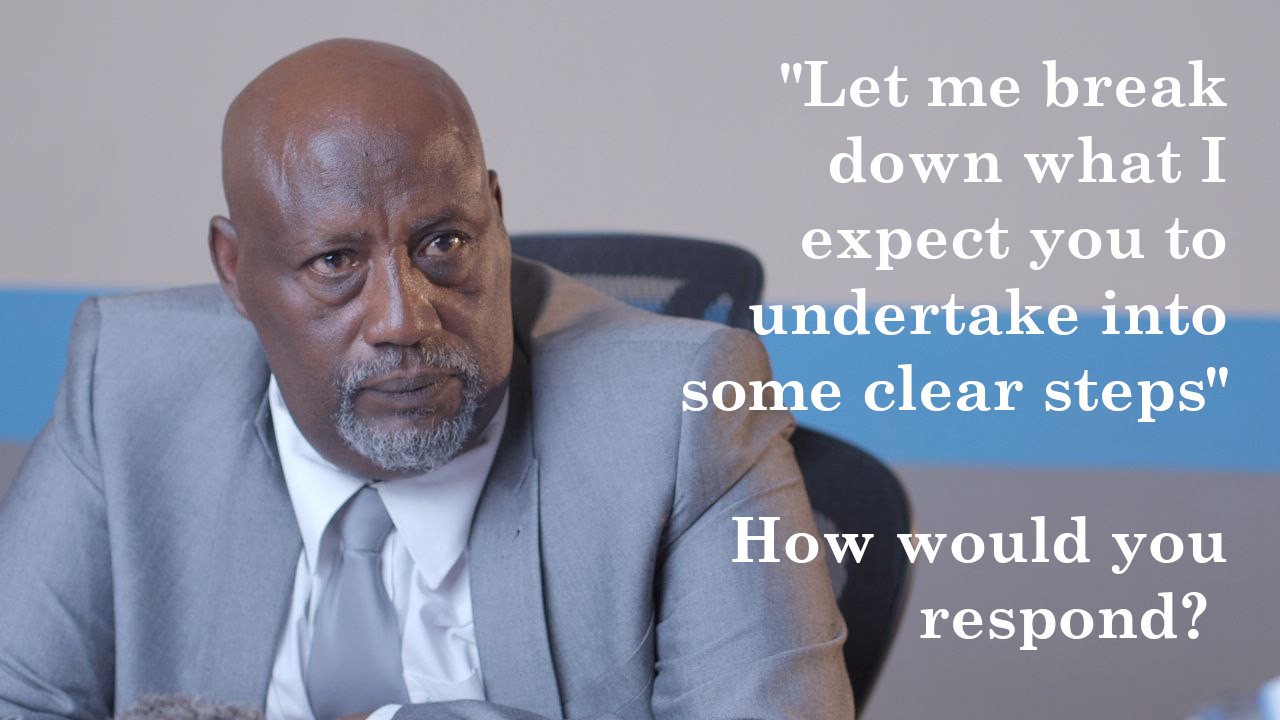 "Let me break
down what I
expect you to
undertake into
some clear steps"
How would you
respond?